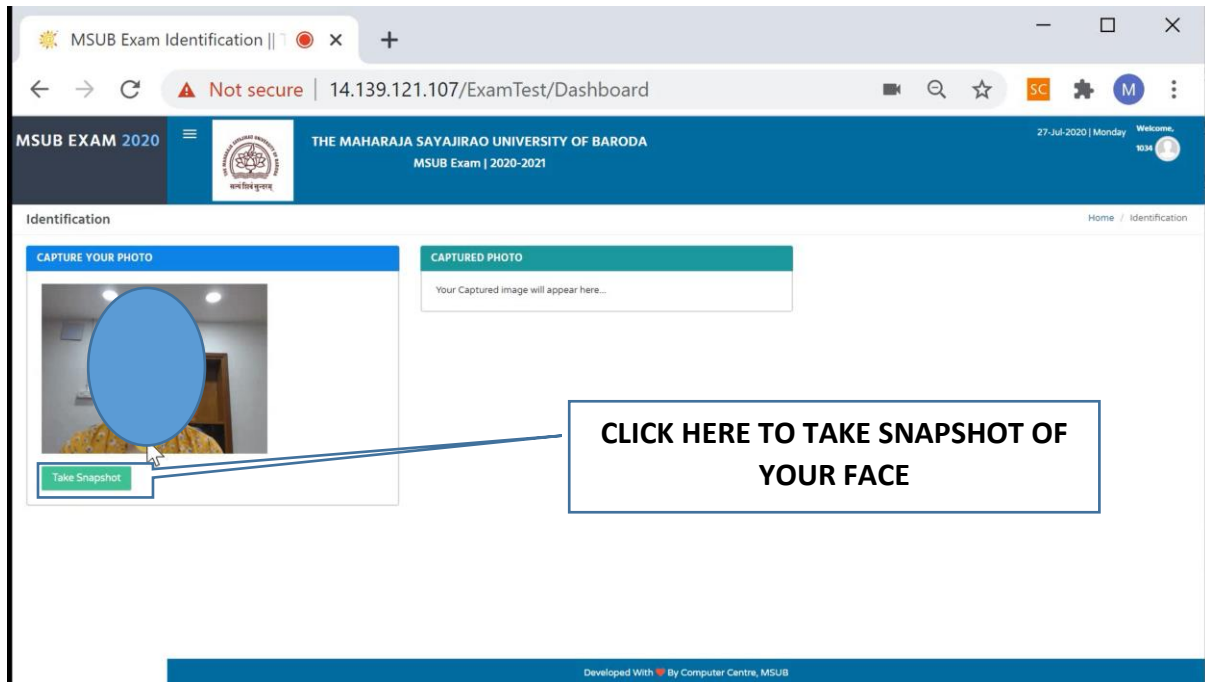 MSUB Exam Identification || T
Not secure | 14.139.121.107/ExamTest/Dashboard
SC
M
MSUB EXAM 2020
THE MAHARAJA SAYAJIRAO UNIVERSITY OF BARODA
MSUB Exam | 2020-2021
27-Jul-2020 | Monday
Welcome,
1034
सत्यं शिवं सुन्दरम्
Identification
Home / Identification
CAPTURE YOUR PHOTO
CAPTURED PHOTO
Your Captured image will appear here...
CLICK HERE TO TAKE SNAPSHOT OF
YOUR FACE
Take Snapshot
Developed With ❤ By Computer Centre, MSUB